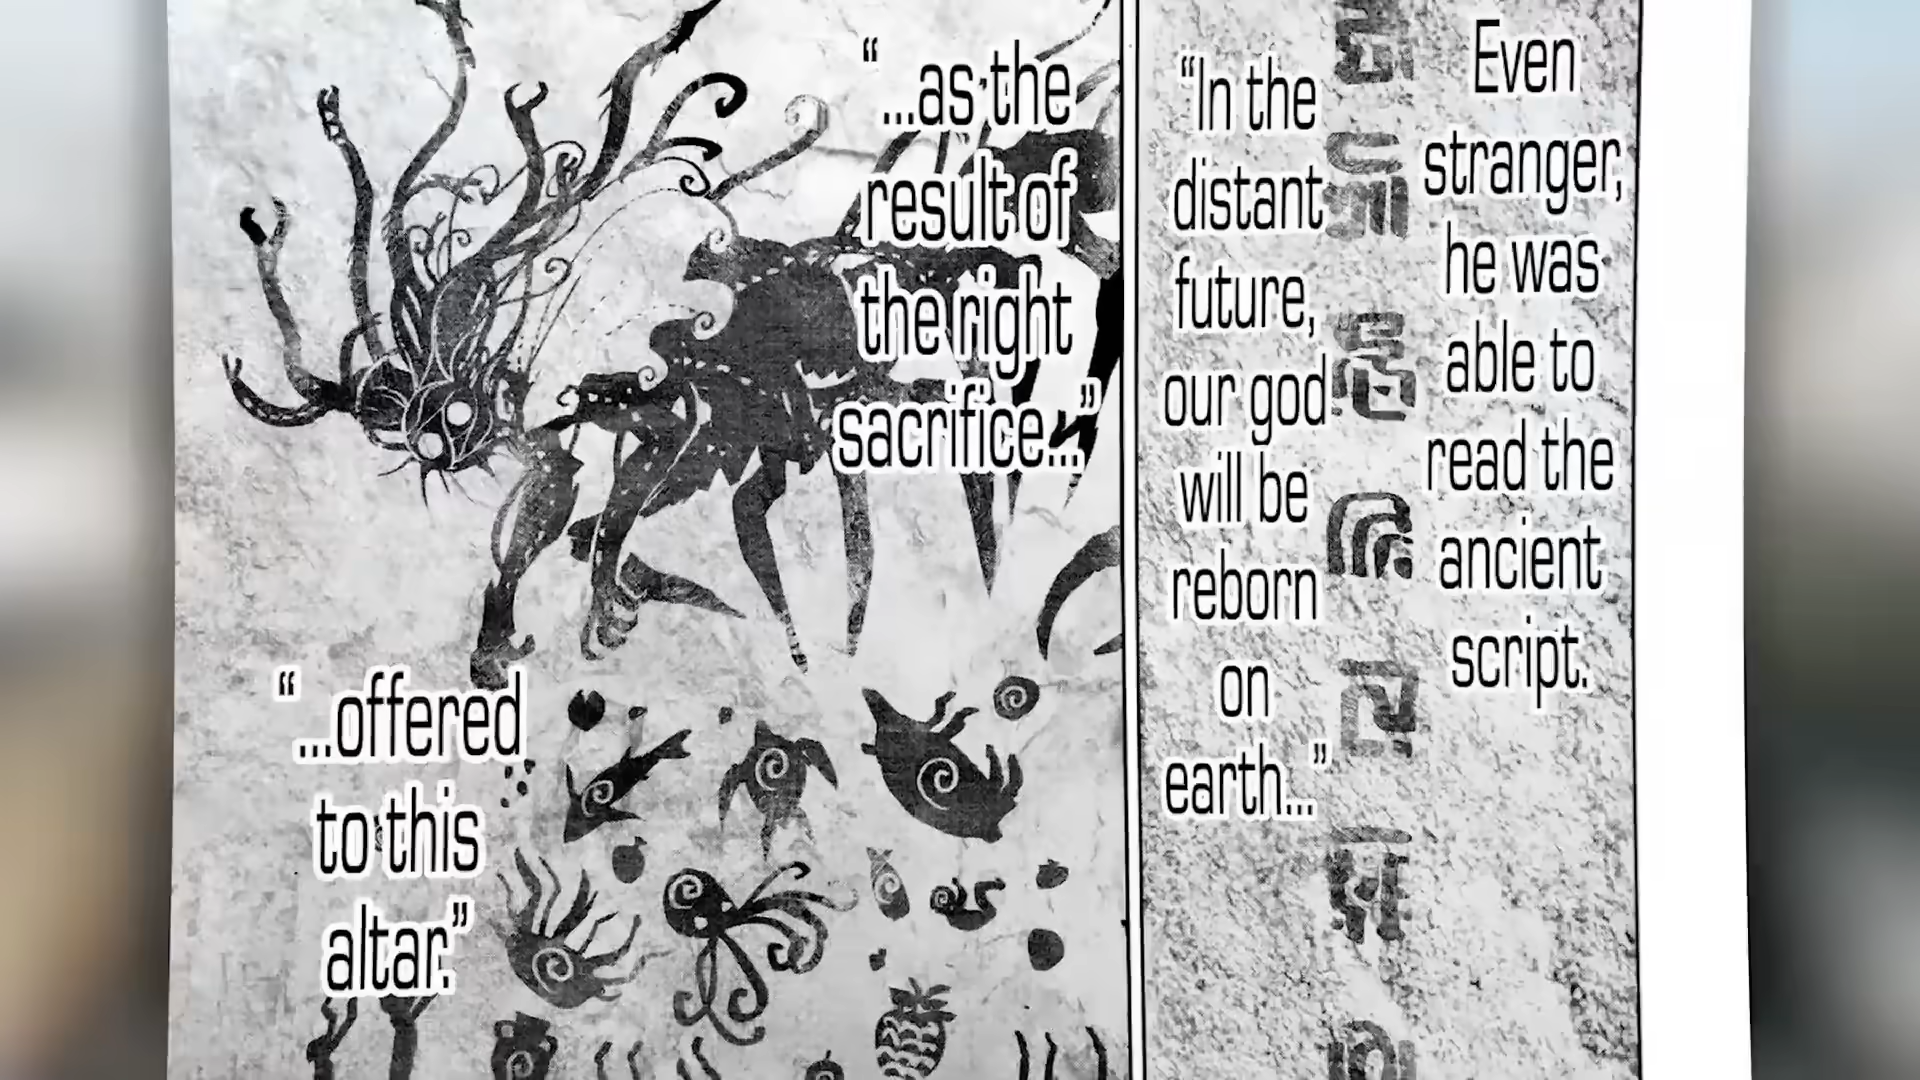 Even
stranger,
he was
able to
read the
ancient
script.
“In the
distant
future,
our god
will be
reborn
on
earth...”
“...as the
result of
the right
sacrifice...”
“...offered
to this
altar.”